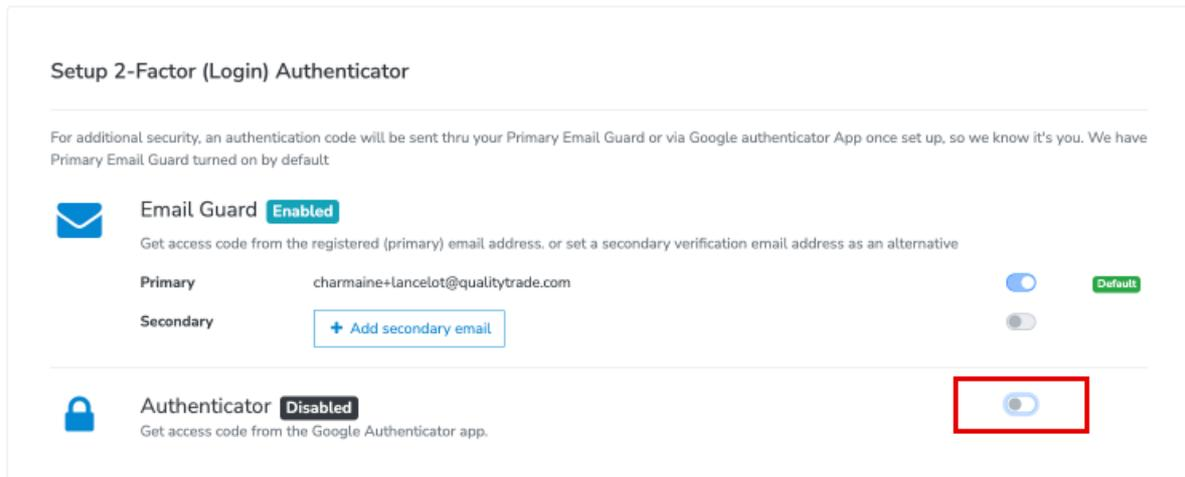 Setup 2-Factor (Login) Authenticator
For additional security, an authentication code will be sent thru your Primary Email Guard or via Google authenticator App once set up, so we know it's you. We have
Primary Email Guard turned on by default
Email Guard Enabled
Get access code from the registered (primary) email address. or set a secondary verification email address as an alternative
Primary charmaine+lancelot@qualitytrade.com Default
Secondary + Add secondary email
Authenticator Disabled
Get access code from the Google Authenticator app.